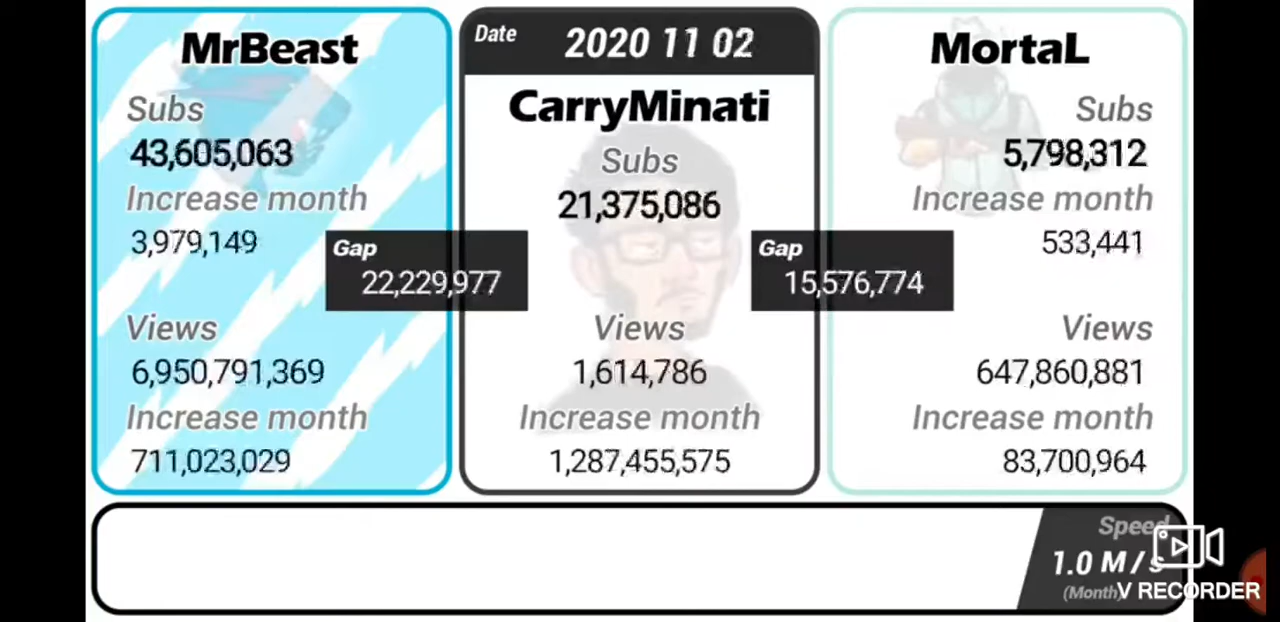 MrBeast
Subs
43,605,063
Increase month
3,979,149
Views
6,950,791,369
Increase month
711,023,029
Gap
22,229,977
Date
2020 11 02
CarryMinati
Subs
21,375,086
Views
1,614,786
Increase month
1,287,455,575
Gap
15,576,774
MortaL
Subs
5,798,312
Increase month
533,441
Views
647,860,881
Increase month
83,700,964
Speed
1.0 M/s
(Month)
V RECORDER